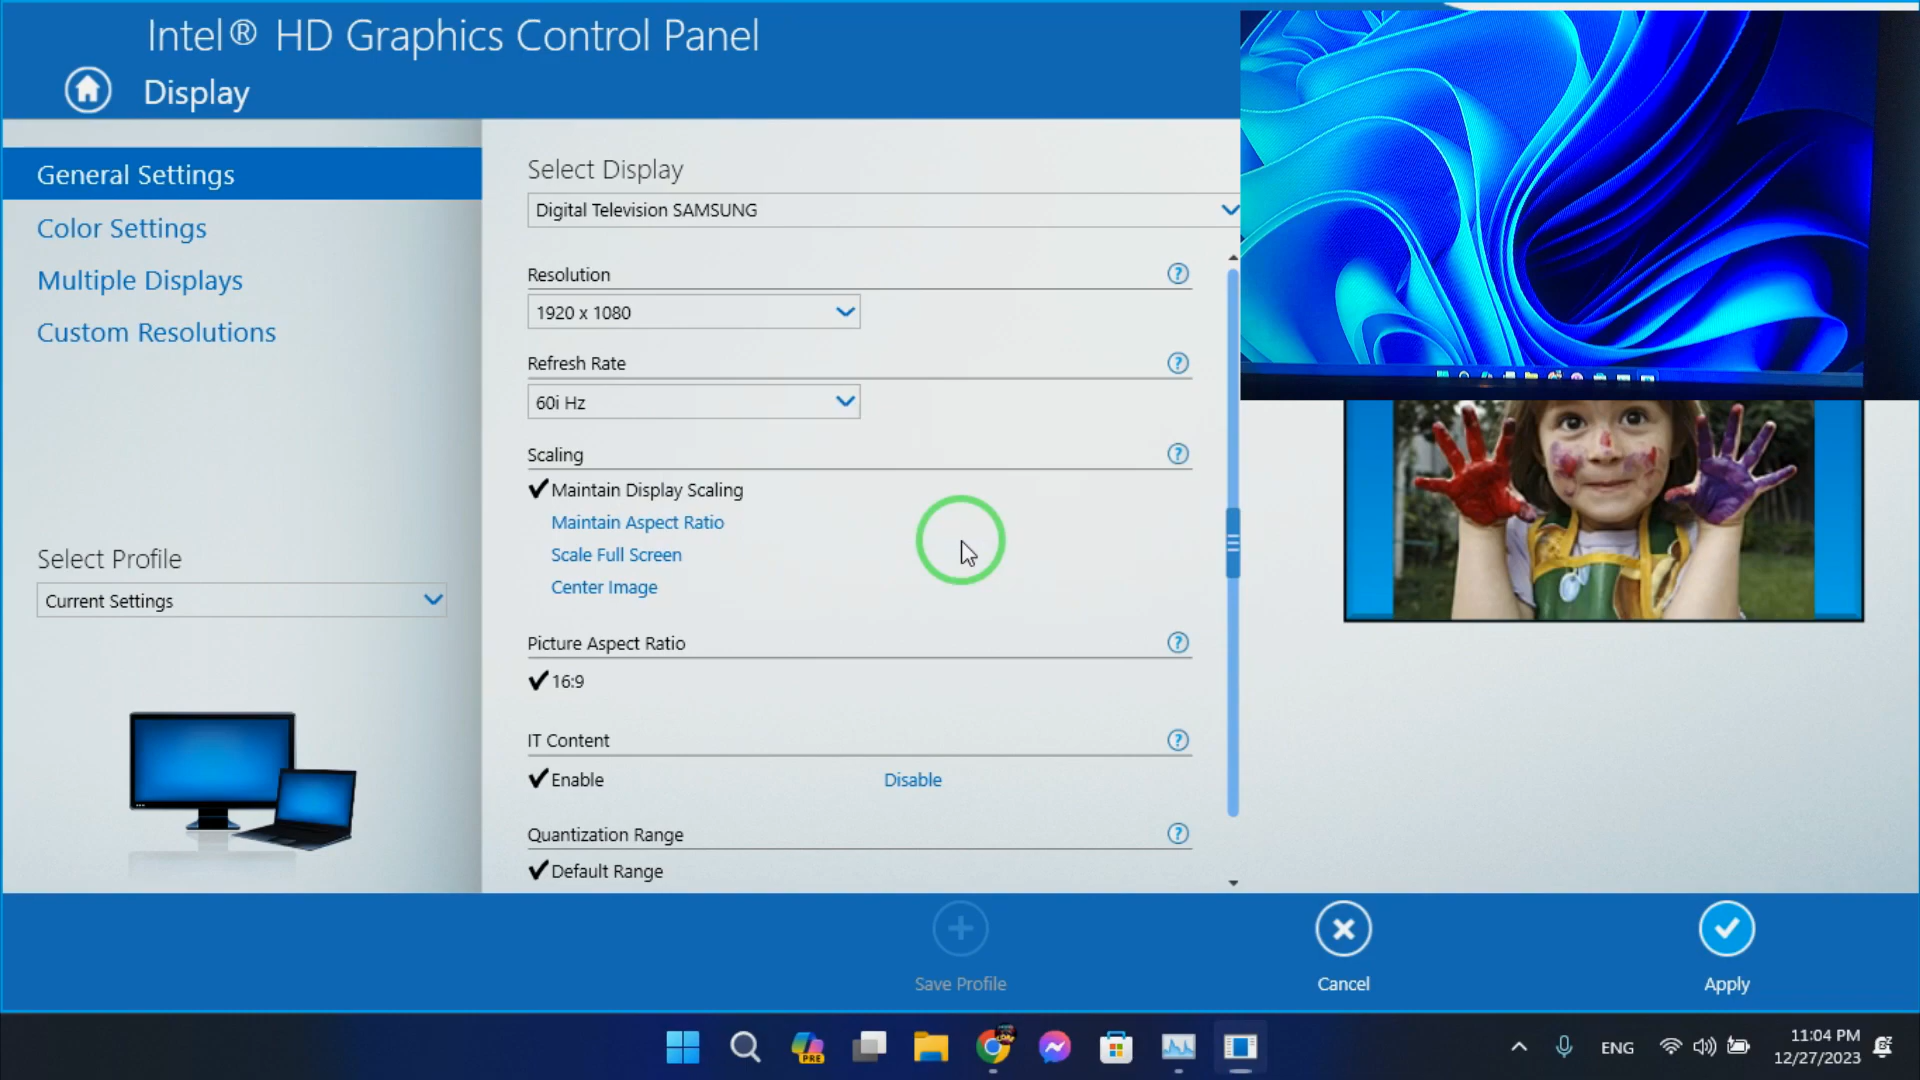 Intel® HD Graphics Control Panel
Display
General Settings
Color Settings
Multiple Displays
Custom Resolutions
Select Profile
Current Settings
Select Display
Digital Television SAMSUNG
Resolution
1920 x 1080
Refresh Rate
60i Hz
Scaling
Maintain Display Scaling
Maintain Aspect Ratio
Scale Full Screen
Center Image
Picture Aspect Ratio
16:9
IT Content
Enable Disable
Quantization Range
Default Range
Save Profile
Cancel
Apply
PRE
ENG
11:04 PM
12/27/2023